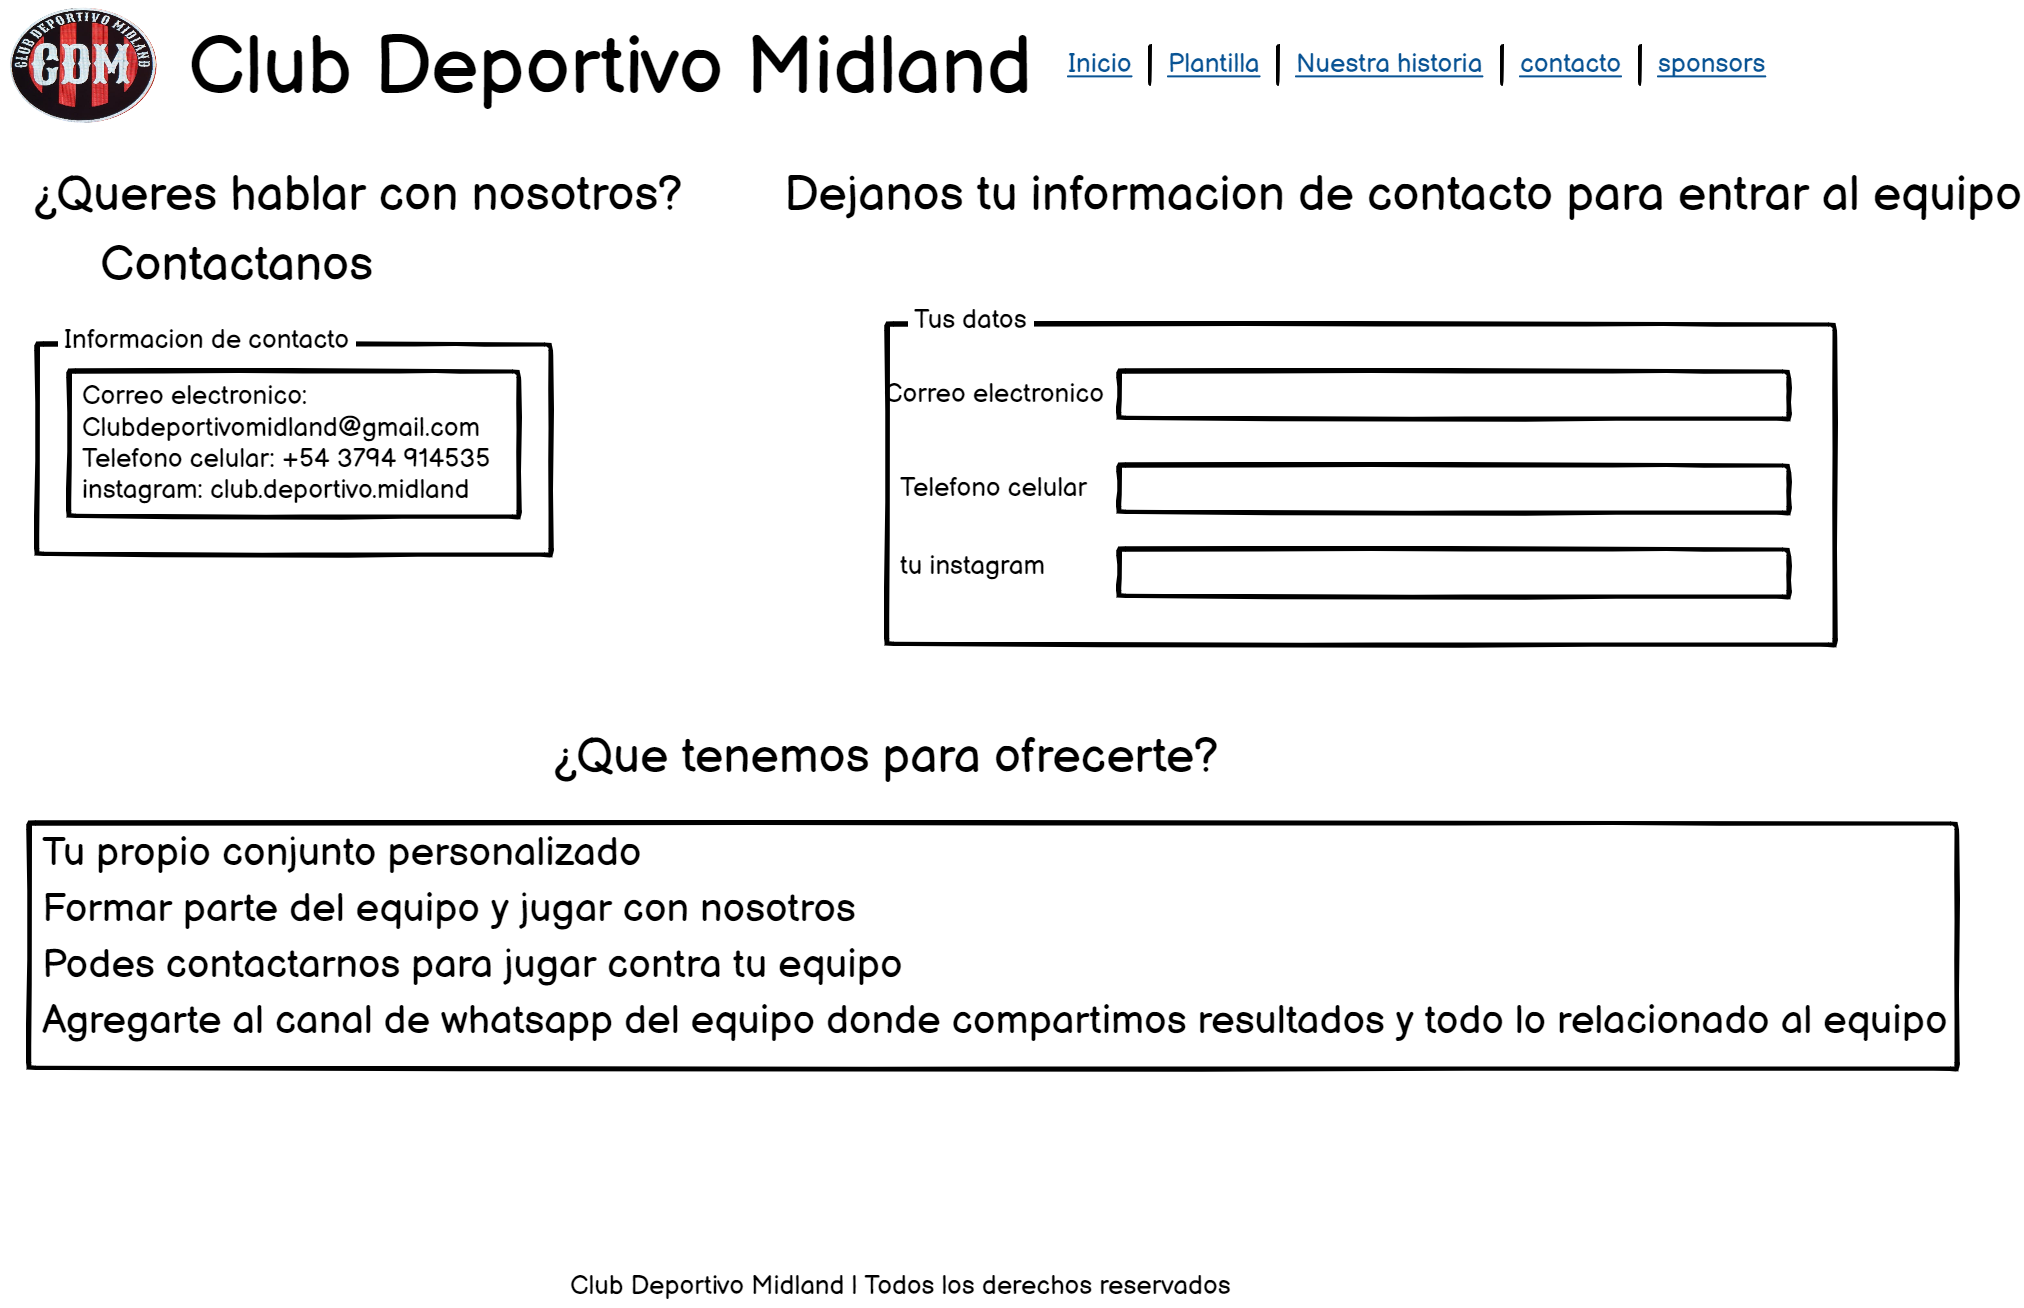 CLUB DEPORTIVO MIDLAND
CDM
Club Deportivo Midland
Inicio | Plantilla | Nuestra historia | contacto | sponsors
¿Queres hablar con nosotros?
Contactanos
Informacion de contacto
Correo electronico:
Clubdeportivomidland@gmail.com
Telefono celular: +54 3794 914535
instagram: club.deportivo.midland
Dejanos tu informacion de contacto para entrar al equipo
Tus datos
Correo electronico
Telefono celular
tu instagram
¿Que tenemos para ofrecerte?
Tu propio conjunto personalizado
Formar parte del equipo y jugar con nosotros
Podes contactarnos para jugar contra tu equipo
Agregarte al canal de whatsapp del equipo donde compartimos resultados y todo lo relacionado al equipo
Club Deportivo Midland | Todos los derechos reservados